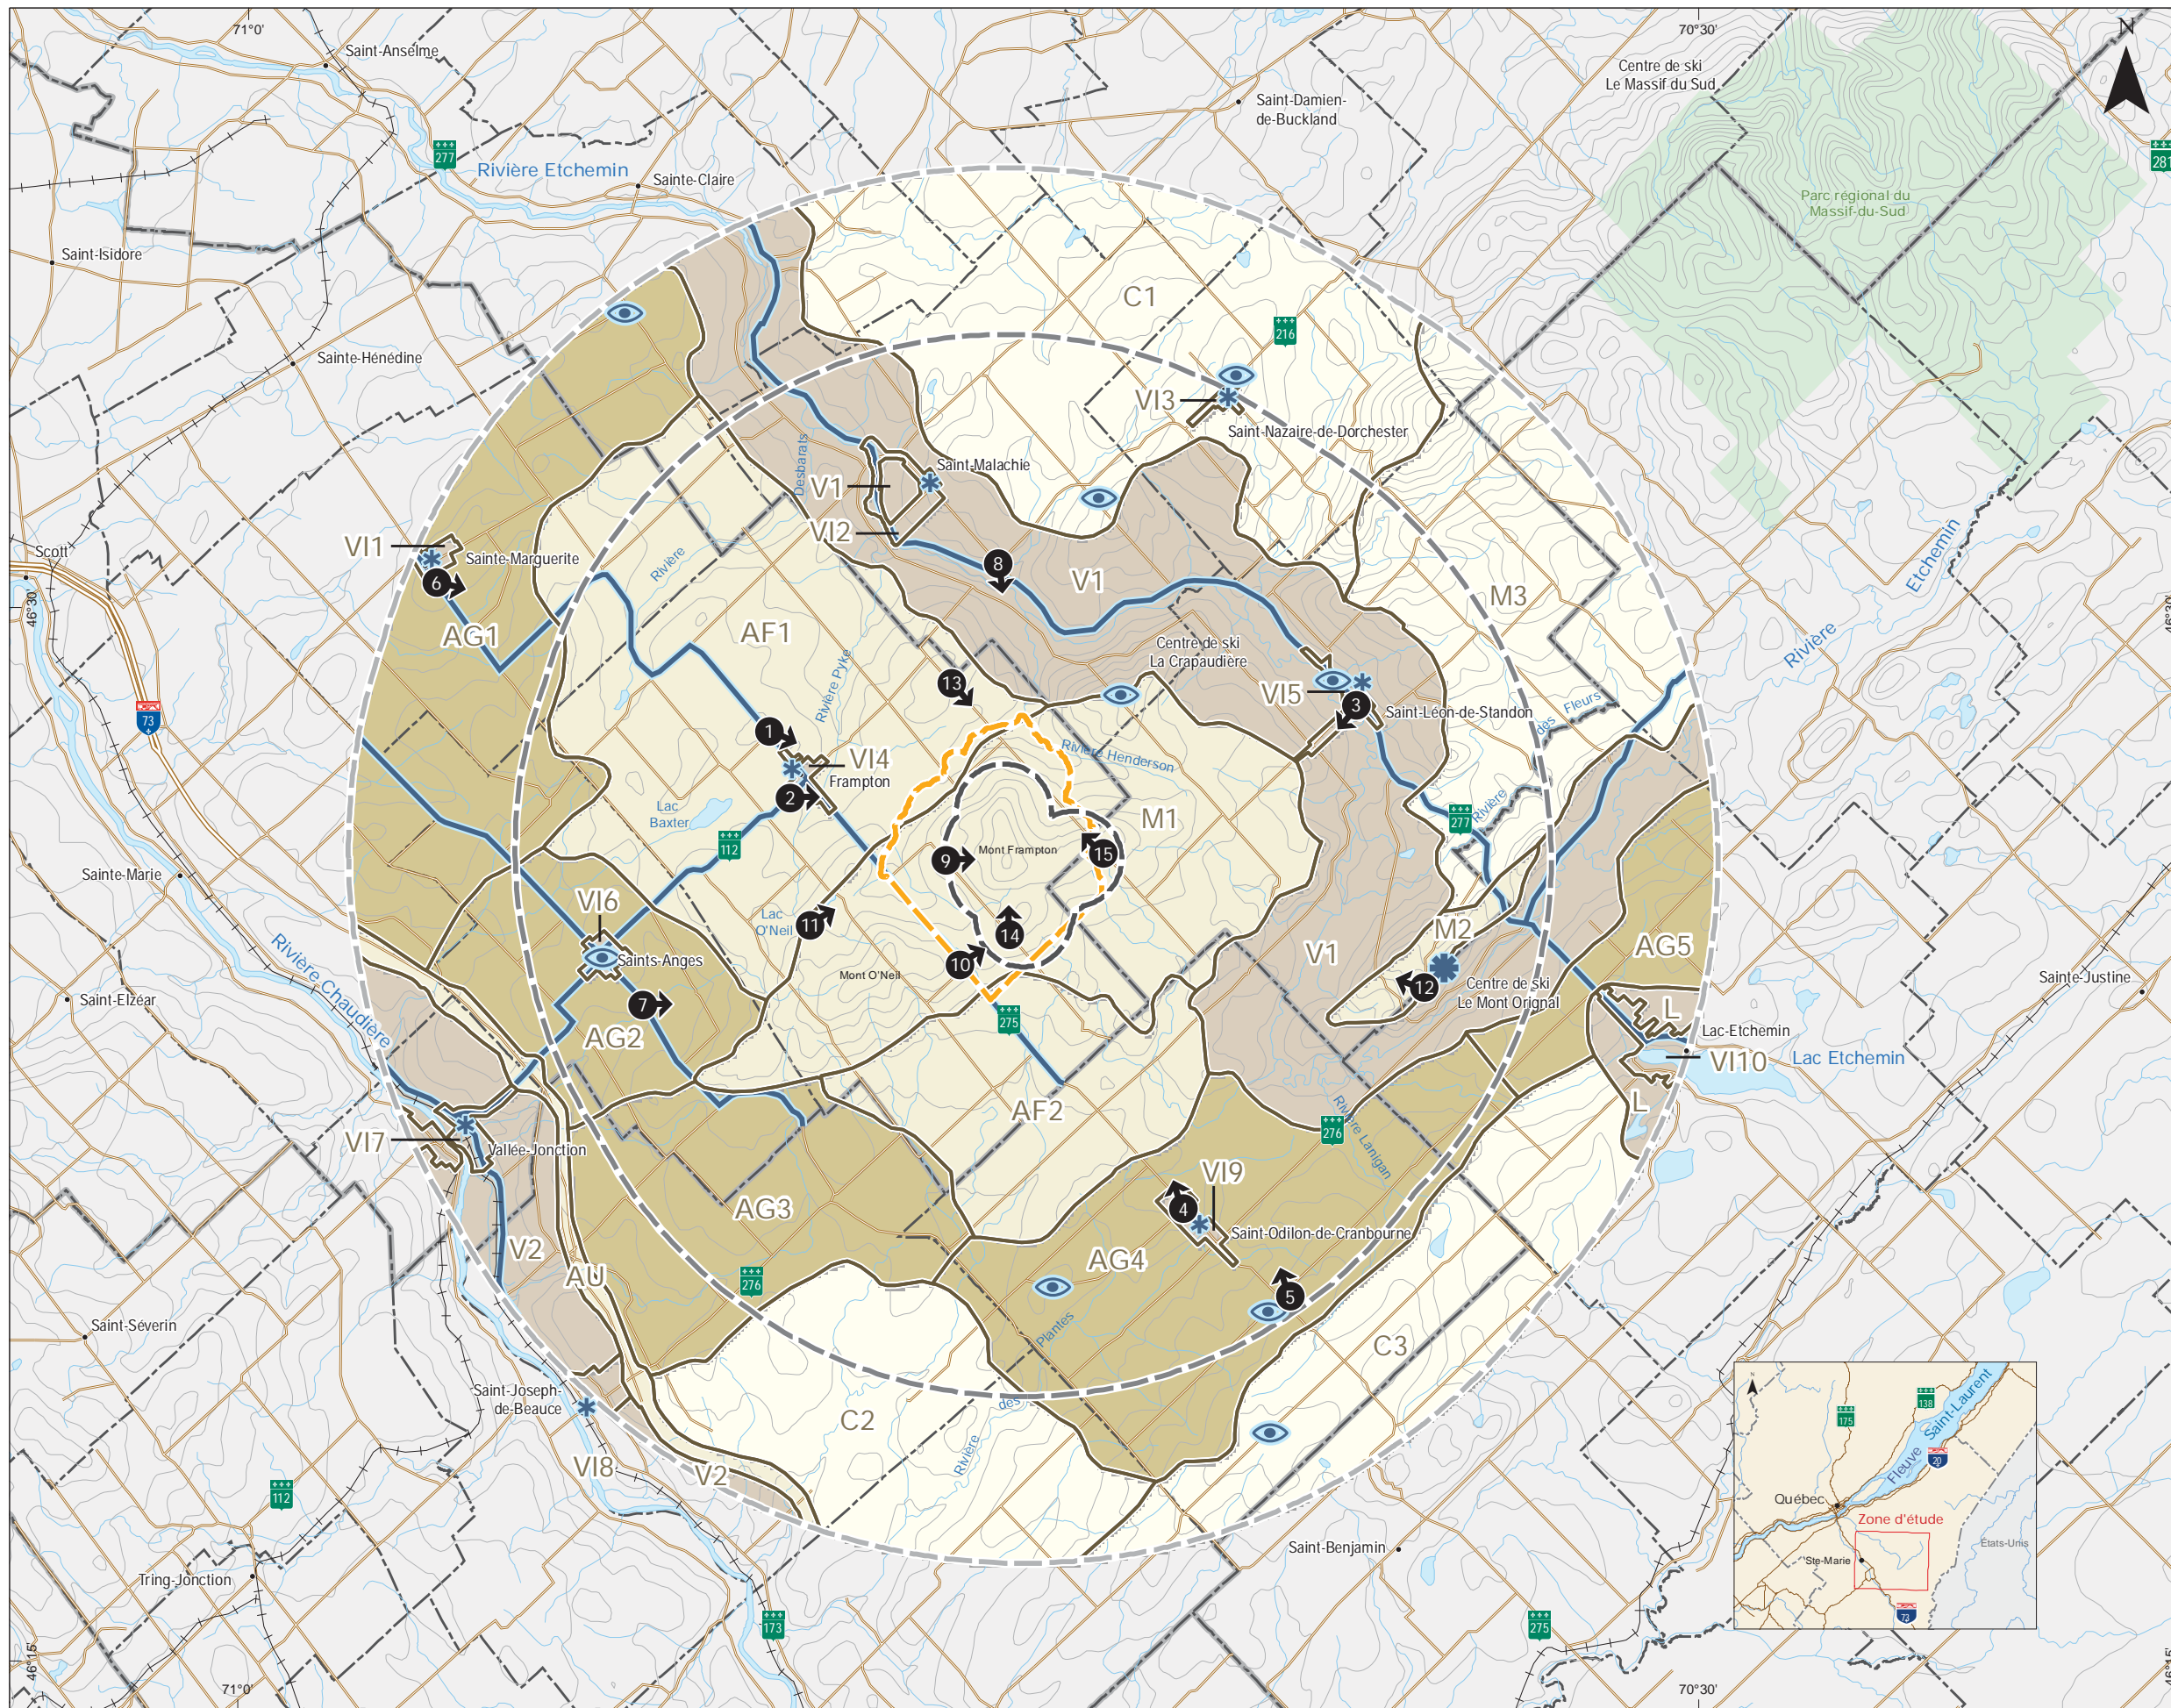 71°0'
70°30'
N
Saint-Anselme
Centre de ski
Le Massif du Sud
Saint-Damien-
de-Buckland
277
281
Rivière Etchemin
Sainte-Claire
Parc régional du
Massif-du-Sud
Saint-Isidore
C1
216
Sainte-Hénédine
VI3
Saint-Nazaire-de-Dorchester
Desbarats
Saint-Malachie
V1
VI2
Scott
VI1
Sainte-Marguerite
6
Rivière
8
V1
M3
Etchemin
46°30'
46°30'
AG1
AF1
Rivière
Centre de ski
La Crapaudière
13
Rivière Pyke
VI5
3
Saint-Léon-de-Standon
des Fleurs
73
1
VI4
Frampton
Rivière Henderson
2
Lac
Baxter
112
M1
277
Rivière
9
Mont Frampton
15
Sainte-Marie
VI6
Lac
O'Neil
11
14
M2
AG5
Rivière Chaudière
Saints-Anges
10
Mont O'Neil
V1
12
Centre de ski
Le Mont Orignal
Sainte-Justine
Saint-Elzéar
7
275
L
AG2
Lac-Etchemin
VI10
Lac Etchemin
AF2
L
276
Rivière Lanigan
VI7
Vallée-Jonction
VI9
AG3
4
Saint-Odilon-de-Cranbourne
V2
AG4
AU
276
5
Saint-Séverin
Plantes
C3
Saint-Joseph-
de-Beauce
des
C2
Rivière
VI8
V2
112
Saint-Benjamin
Tring-Jonction
173
275
46°15'
46°15'
71°0'
70°30'
N
138
175
Fleuve Saint-Laurent
20
Québec
Zone d'étude
Ste-Marie
États-Unis
73